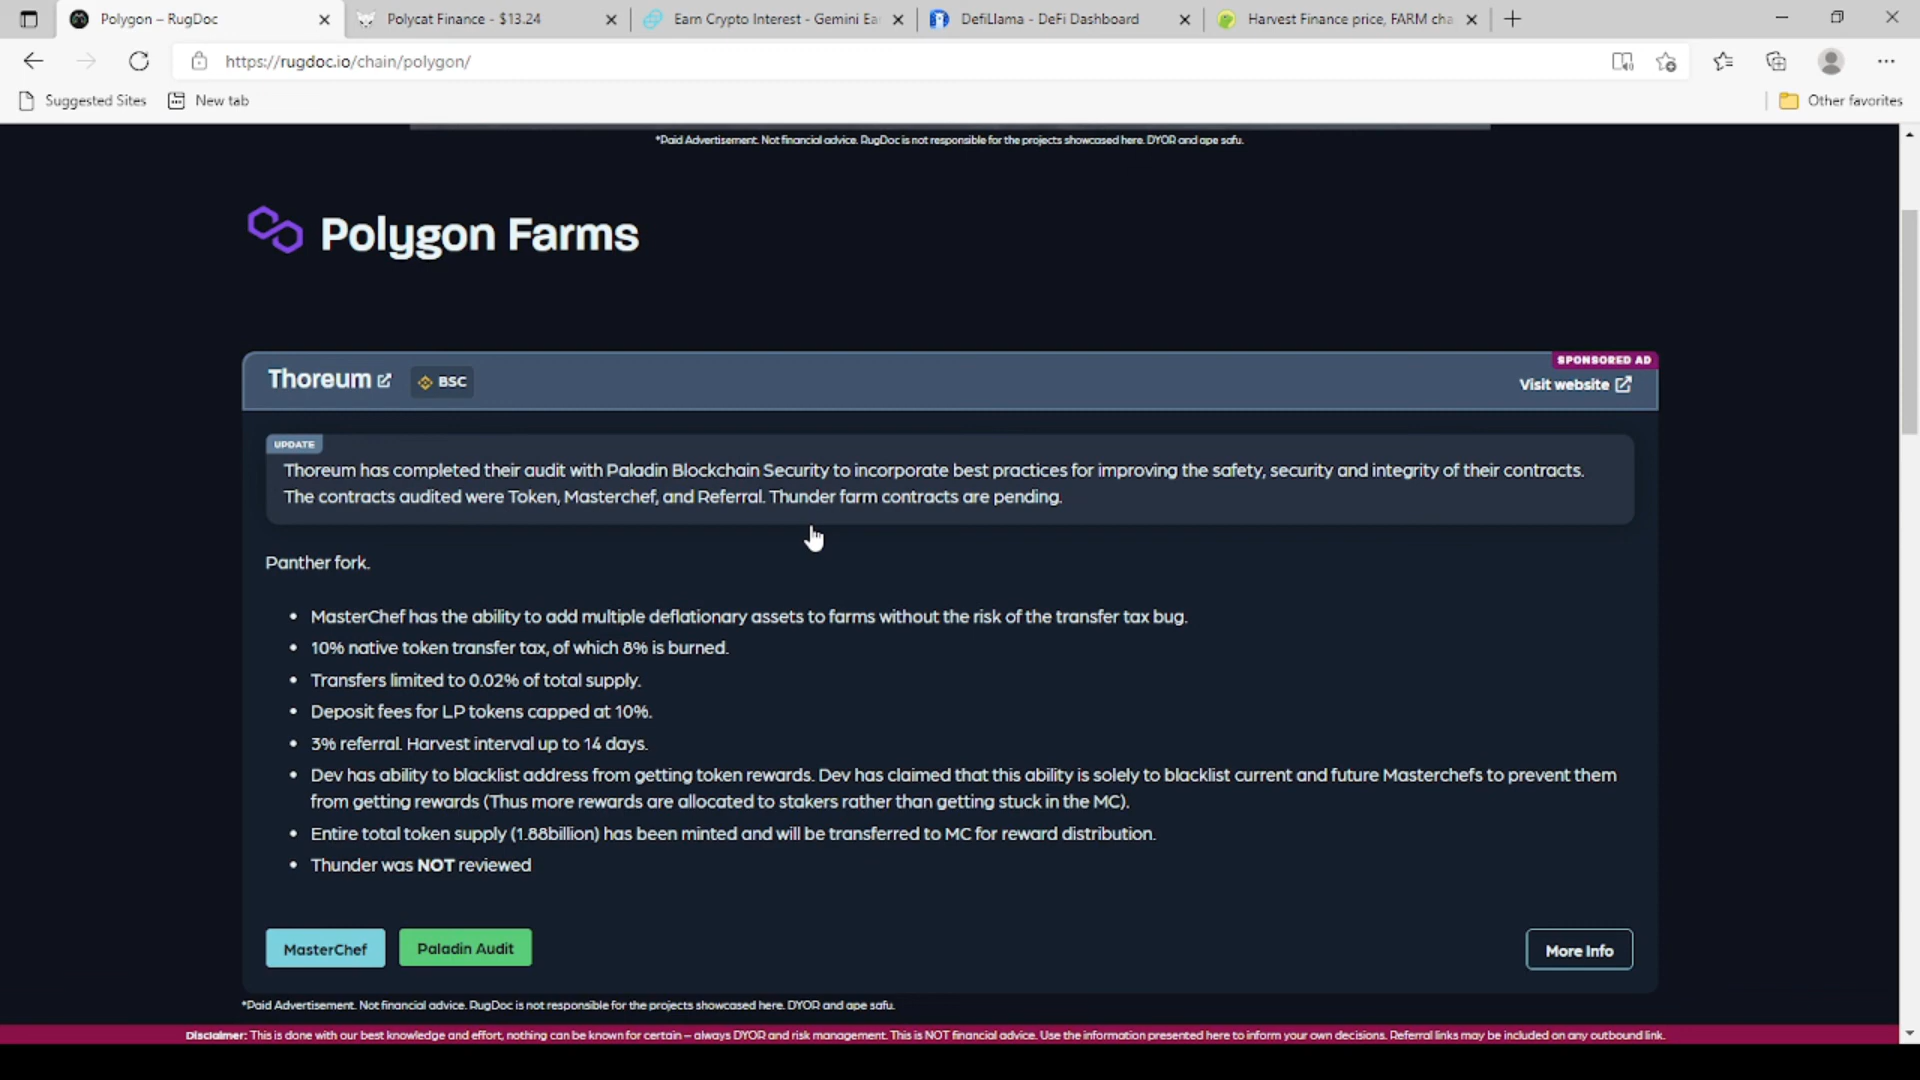 Polygon – RugDoc
Polycat Finance - $13.24
Earn Crypto Interest - Gemini Ea
DefiLlama - DeFi Dashboard
Harvest Finance price, FARM cha
https://rugdoc.io/chain/polygon/
Suggested Sites
New tab
Other favorites
*Paid Advertisement. Not financial advice. RugDoc is not responsible for the projects showcased here. DYOR and ape safu.
Polygon Farms
SPONSORED AD
Thoreum
BSC
Visit website
UPDATE
Thoreum has completed their audit with Paladin Blockchain Security to incorporate best practices for improving the safety, security and integrity of their contracts.
The contracts audited were Token, Masterchef, and Referral. Thunder farm contracts are pending.
Panther fork.
• MasterChef has the ability to add multiple deflationary assets to farms without the risk of the transfer tax bug.
• 10% native token transfer tax, of which 8% is burned.
• Transfers limited to 0.02% of total supply.
• Deposit fees for LP tokens capped at 10%.
• 3% referral. Harvest interval up to 14 days.
• Dev has ability to blacklist address from getting token rewards. Dev has claimed that this ability is solely to blacklist current and future Masterchefs to prevent them
from getting rewards (Thus more rewards are allocated to stakers rather than getting stuck in the MC).
• Entire total token supply (1.88billion) has been minted and will be transferred to MC for reward distribution.
• Thunder was NOT reviewed
MasterChef
Paladin Audit
More Info
*Paid Advertisement. Not financial advice. RugDoc is not responsible for the projects showcased here. DYOR and ape safu.
Disclaimer: This is done with our best knowledge and effort, nothing can be known for certain – always DYOR and risk management. This is NOT financial advice. Use the information presented here to inform your own decisions. Referral links may be included on any outbound link.